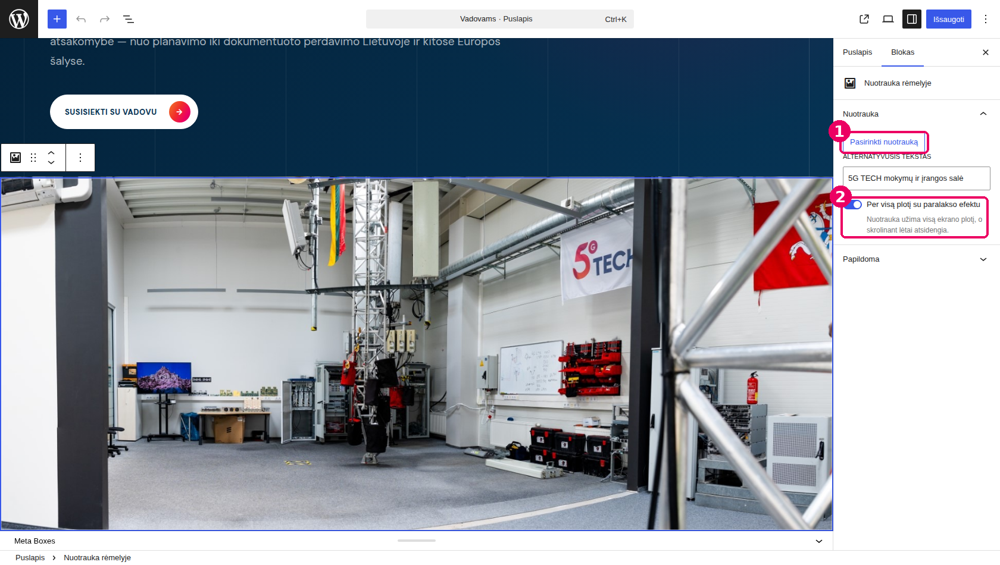 Vadovams · Puslapis
Ctrl+K
Išsaugoti
atsakomybė — nuo planavimo iki dokumentuoto perdavimo Lietuvoje ir kitose Europos
šalyse.
SUSISIEKTI SU VADOVU
5G TECH
Puslapis
Blokas
Nuotrauka rėmelyje
Nuotrauka
1
Pasirinkti nuotrauką
ALTERNATYVUSIS TEKSTAS
5G TECH mokymų ir įrangos salė
2
Per visą plotį su paralakso efektu
Nuotrauka užima visą ekrano plotį, o
skrolinant lėtai atsidengia.
Papildoma
Meta Boxes
Puslapis
Nuotrauka rėmelyje